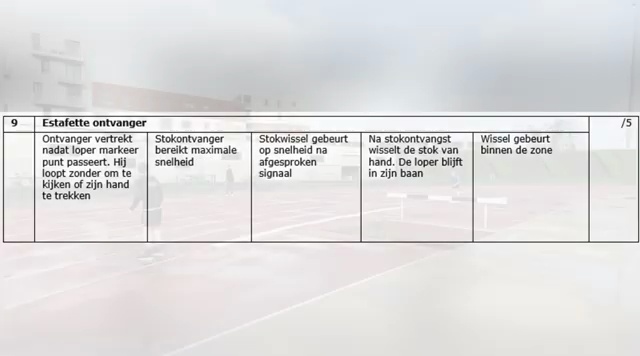 9 Estafette ontvanger /5
Ontvanger vertrekt
nadat loper markeer
punt passeert. Hij
loopt zonder om te
kijken of zijn hand
te trekken
Stokontvanger
bereikt maximale
snelheid
Stokwissel gebeurt
op snelheid na
afgesproken
signaal
Na stokontvangst
wisselt de stok van
hand. De loper blijft
in zijn baan
Wissel gebeurt
binnen de zone